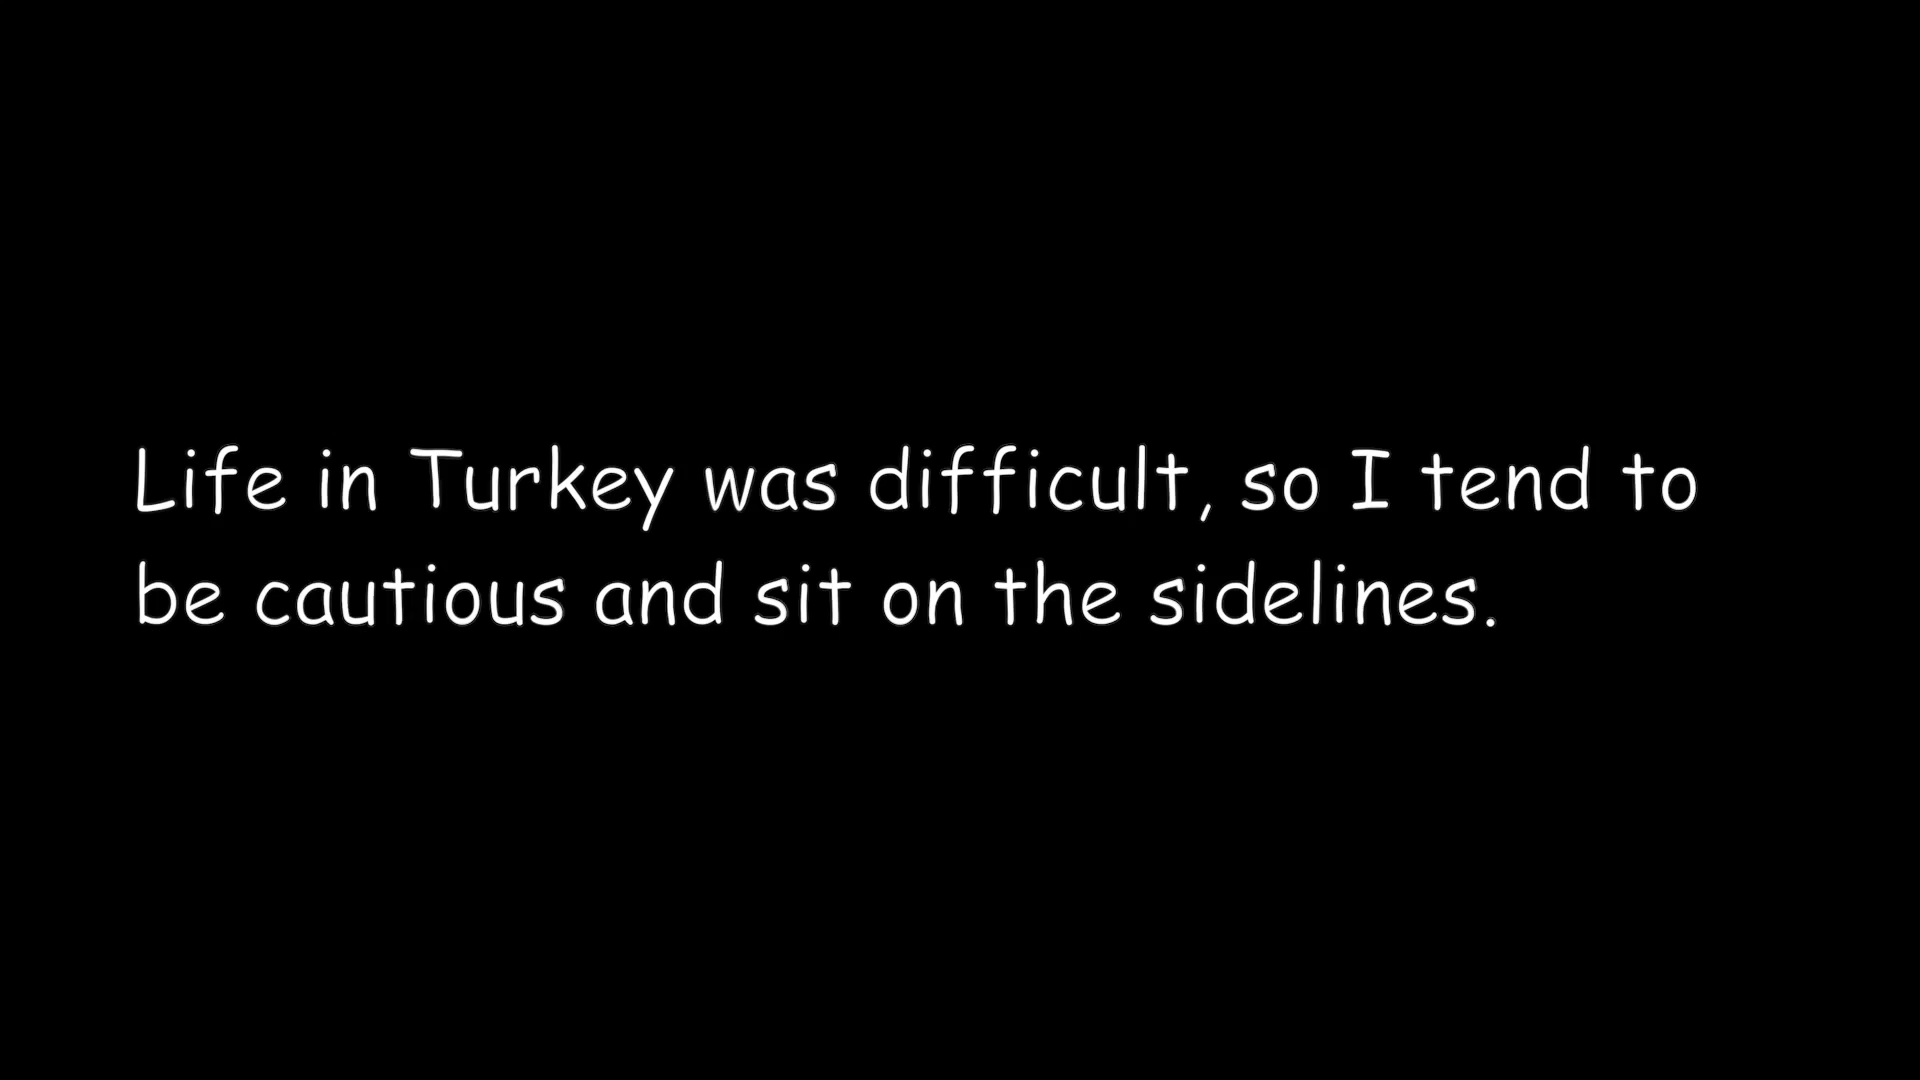 Life in Turkey was difficult, so I tend to
be cautious and sit on the sidelines.